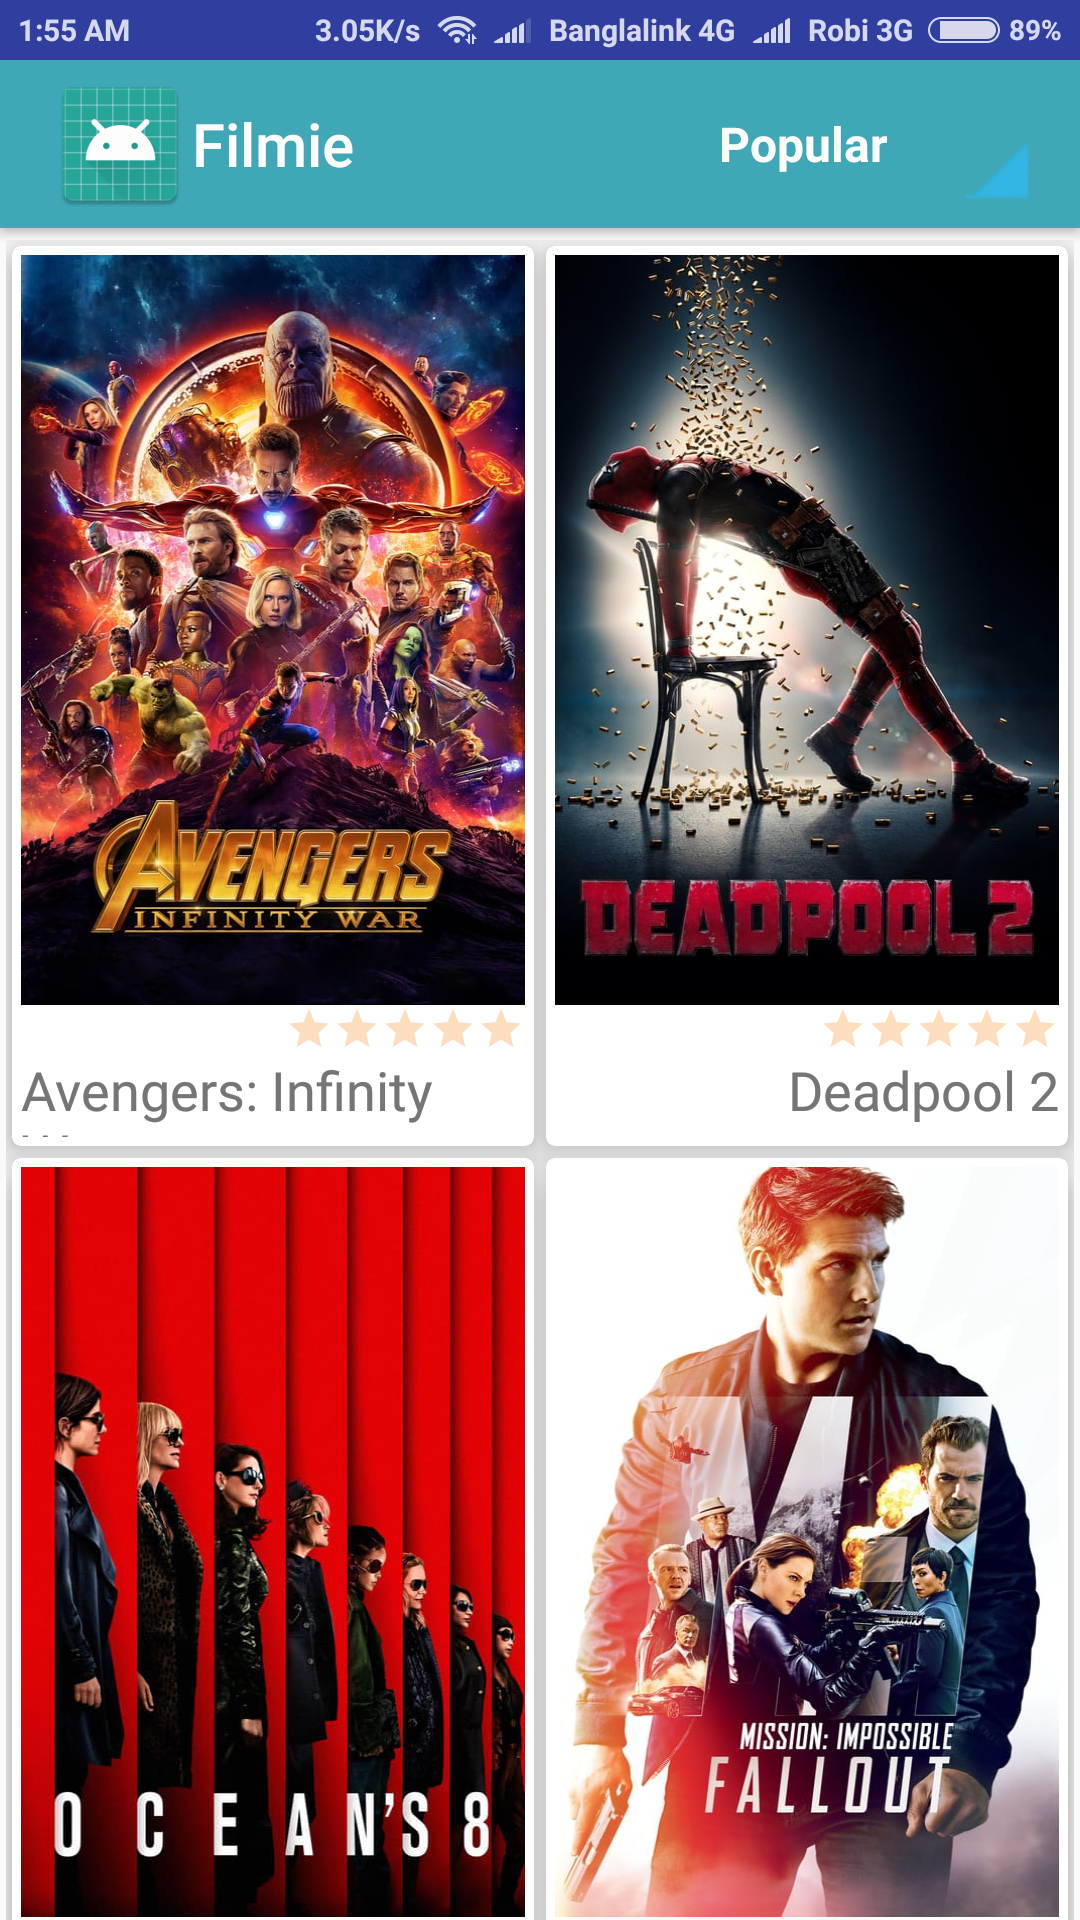 1:55 AM 3.05K/s Banglalink 4G Robi 3G 89%
Filmie Popular
AVENGERS
INFINITY WAR
DEADPOOL 2
Avengers: Infinity
Deadpool 2
OCEAN'S 8
MISSION: IMPOSSIBLE
FALLOUT